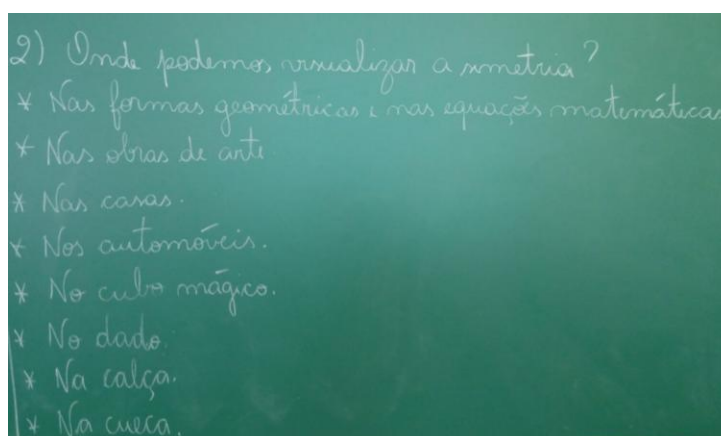 2) Onde podemos visualizar a simetria?
* Nas formas geométricas e nas equações matemáticas
* Nas obras de arte.
* Nas casas.
* Nos automóveis.
* No cubo mágico.
* No dado.
* Na calça.
* Na cueca.